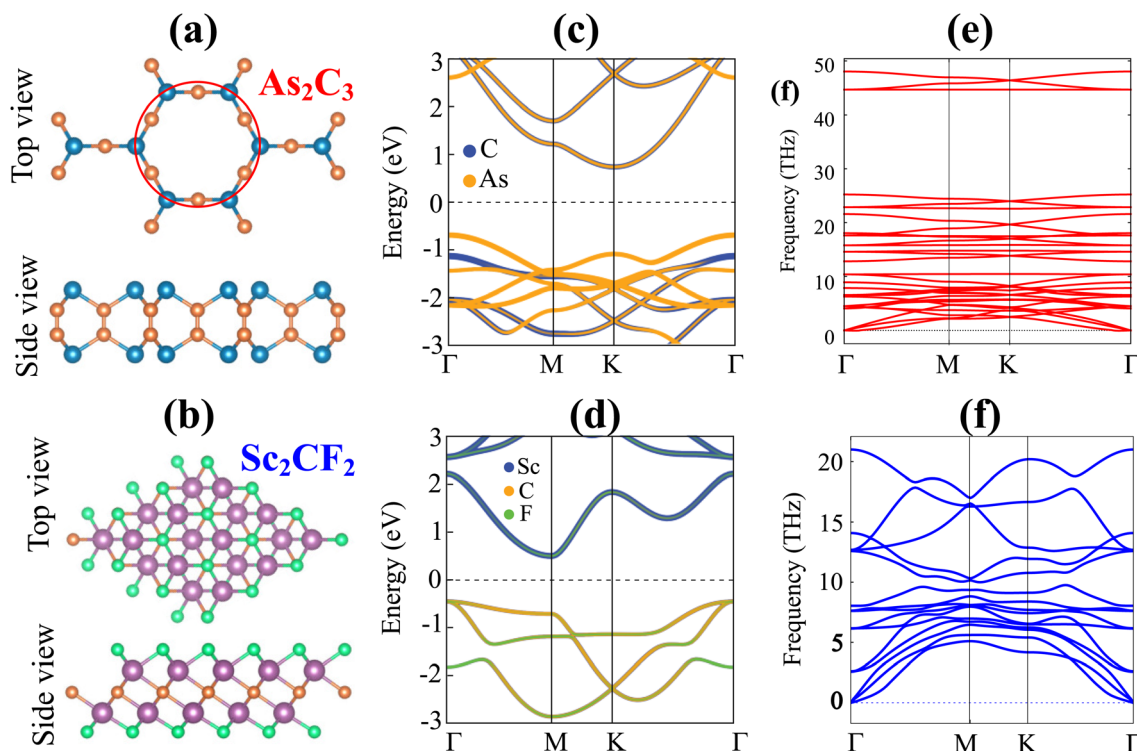 (a)
Top view
As₂C₃
Side view
(c)
Energy (eV)
3
2
1
0
-1
-2
-3
C
As
Γ
M
K
Γ
(e)
(f)
Frequency (THz)
50
40
30
20
10
0
Γ
M
K
Γ
(b)
Top view
Sc₂CF₂
Side view
(d)
Energy (eV)
3
2
1
0
-1
-2
-3
Sc
C
F
Γ
M
K
Γ
(f)
Frequency (THz)
20
15
10
5
0
Γ
M
K
Γ